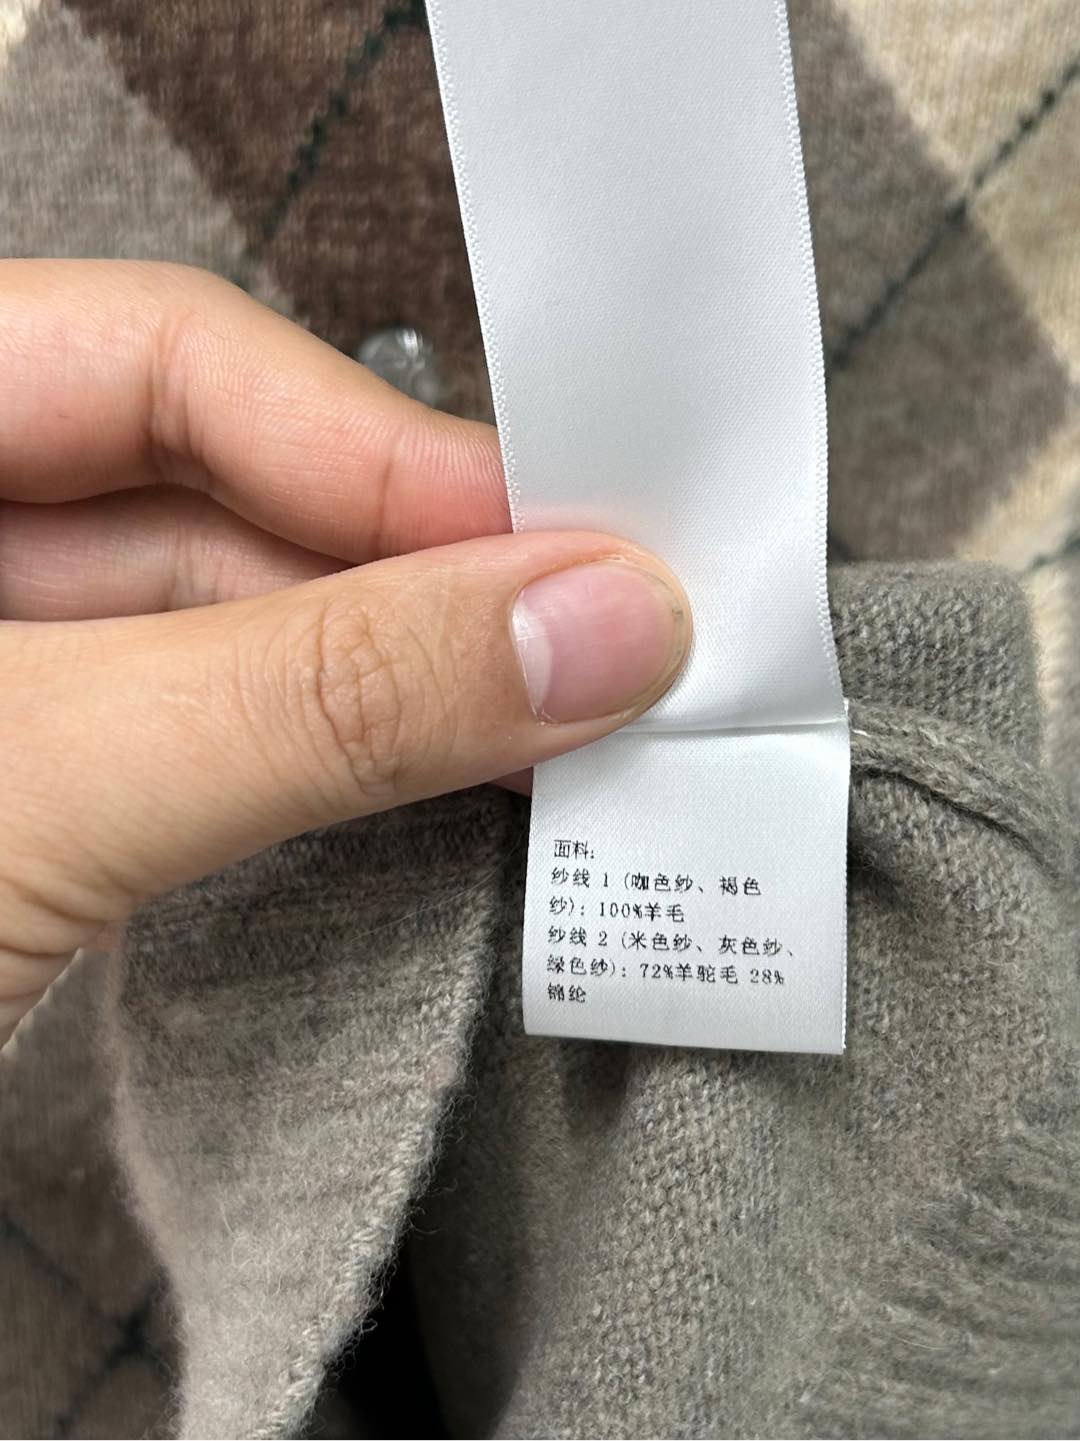 面料:
纱线 1 (咖色纱、褐色
纱): 100%羊毛
纱线 2 (米色纱、灰色纱、
绿色纱): 72%羊驼毛 28%
锦纶